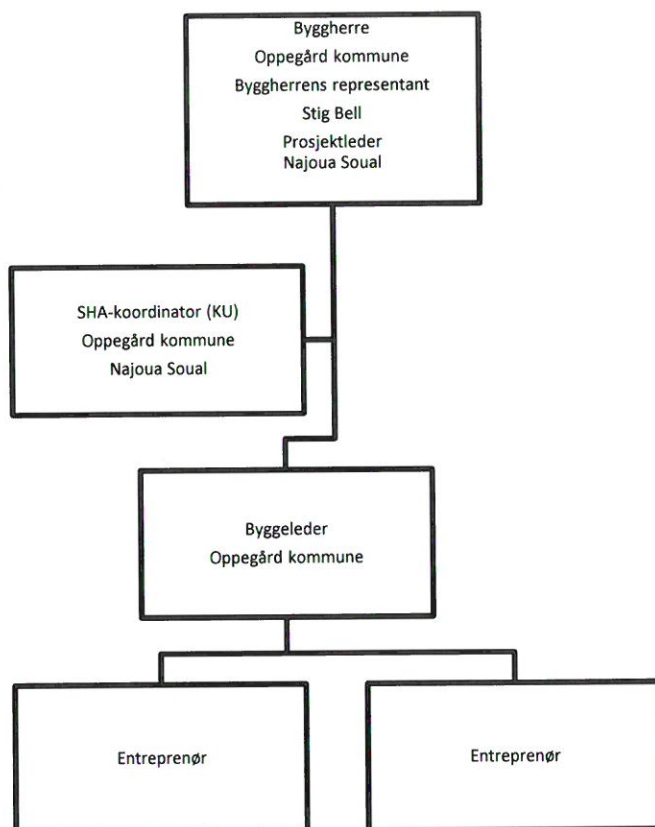 Byggherre
Oppegård kommune
Byggherrens representant
Stig Bell
Prosjektleder
Najoua Soual
SHA-koordinator (KU)
Oppegård kommune
Najoua Soual
Byggeleder
Oppegård kommune
Entreprenør
Entreprenør